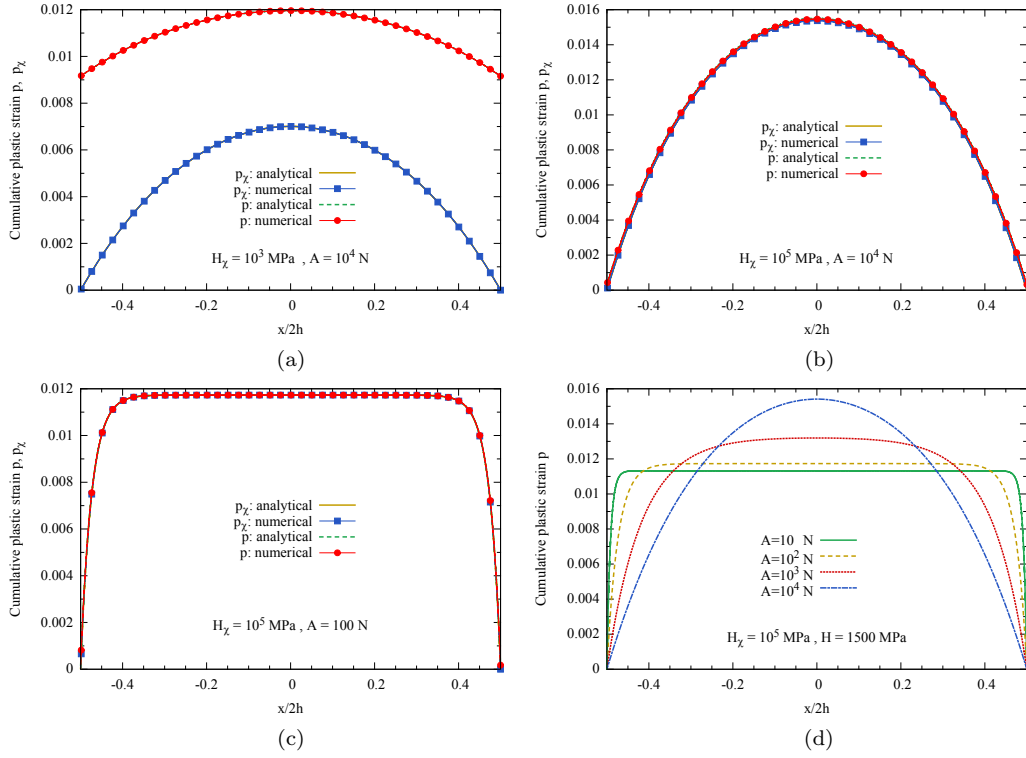 Cumulative plastic strain p, pχ
0.012
0.01
0.008
0.006
0.004
0.002
0
pχ: analytical
pχ: numerical
p: analytical
p: numerical
Hχ = 10³ MPa , A = 10⁴ N
-0.4 -0.2 0 0.2 0.4
x/2h
(a)
Cumulative plastic strain p, pχ
0.016
0.014
0.012
0.01
0.008
0.006
0.004
0.002
0
pχ: analytical
pχ: numerical
p: analytical
p: numerical
Hχ = 10⁵ MPa , A = 10⁴ N
-0.4 -0.2 0 0.2 0.4
x/2h
(b)
Cumulative plastic strain p, pχ
0.012
0.01
0.008
0.006
0.004
0.002
0
pχ: analytical
pχ: numerical
p: analytical
p: numerical
Hχ = 10⁵ MPa , A = 100 N
-0.4 -0.2 0 0.2 0.4
x/2h
(c)
Cumulative plastic strain p
0.016
0.014
0.012
0.01
0.008
0.006
0.004
0.002
0
A=10 N
A=10² N
A=10³ N
A=10⁴ N
Hχ = 10⁵ MPa , H = 1500 MPa
-0.4 -0.2 0 0.2 0.4
x/2h
(d)